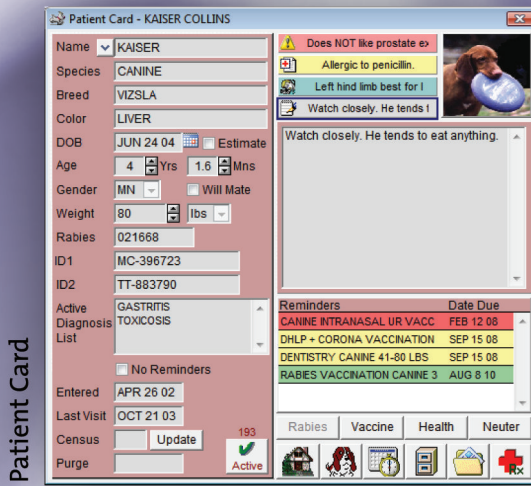 Patient Card - KAISER COLLINS
Name KAISER
Species CANINE
Breed VIZSLA
Color LIVER
DOB JUN 24 04 Estimate
Age 4 Yrs 1.6 Mns
Gender MN Will Mate
Weight 80 lbs
Rabies 021668
ID1 MC-396723
ID2 TT-883790
Active Diagnosis List
GASTRITIS
TOXICOSIS
No Reminders
Entered APR 26 02
Last Visit OCT 21 03
Census Update 193
Purge Active
Does NOT like prostate e
Allergic to penicillin.
Left hind limb best for
Watch closely. He tends
Watch closely. He tends to eat anything.
Reminders Date Due
CANINE INTRANASAL UR VACC FEB 12 08
DHLP + CORONA VACCINATION SEP 15 08
DENTISTRY CANINE 41-80 LBS SEP 15 08
RABIES VACCINATION CANINE 3 AUG 8 10
Rabies Vaccine Health Neuter
Rx
Patient Card